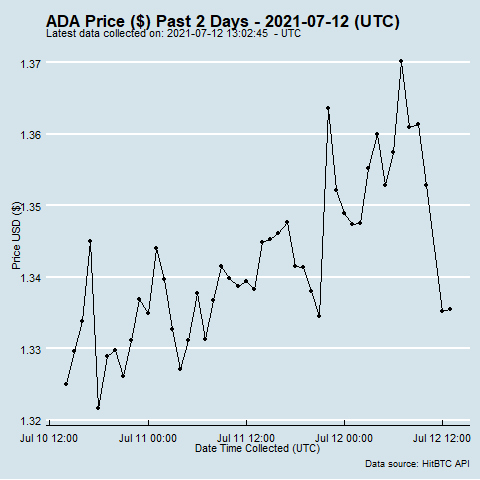 ADA Price ($) Past 2 Days - 2021-07-12 (UTC)
Latest data collected on: 2021-07-12 13:02:45 - UTC
Price USD ($)
1.37
1.36
1.35
1.34
1.33
1.32
Jul 10 12:00
Jul 11 00:00
Jul 11 12:00
Jul 12 00:00
Jul 12 12:00
Date Time Collected (UTC)
Data source: HitBTC API